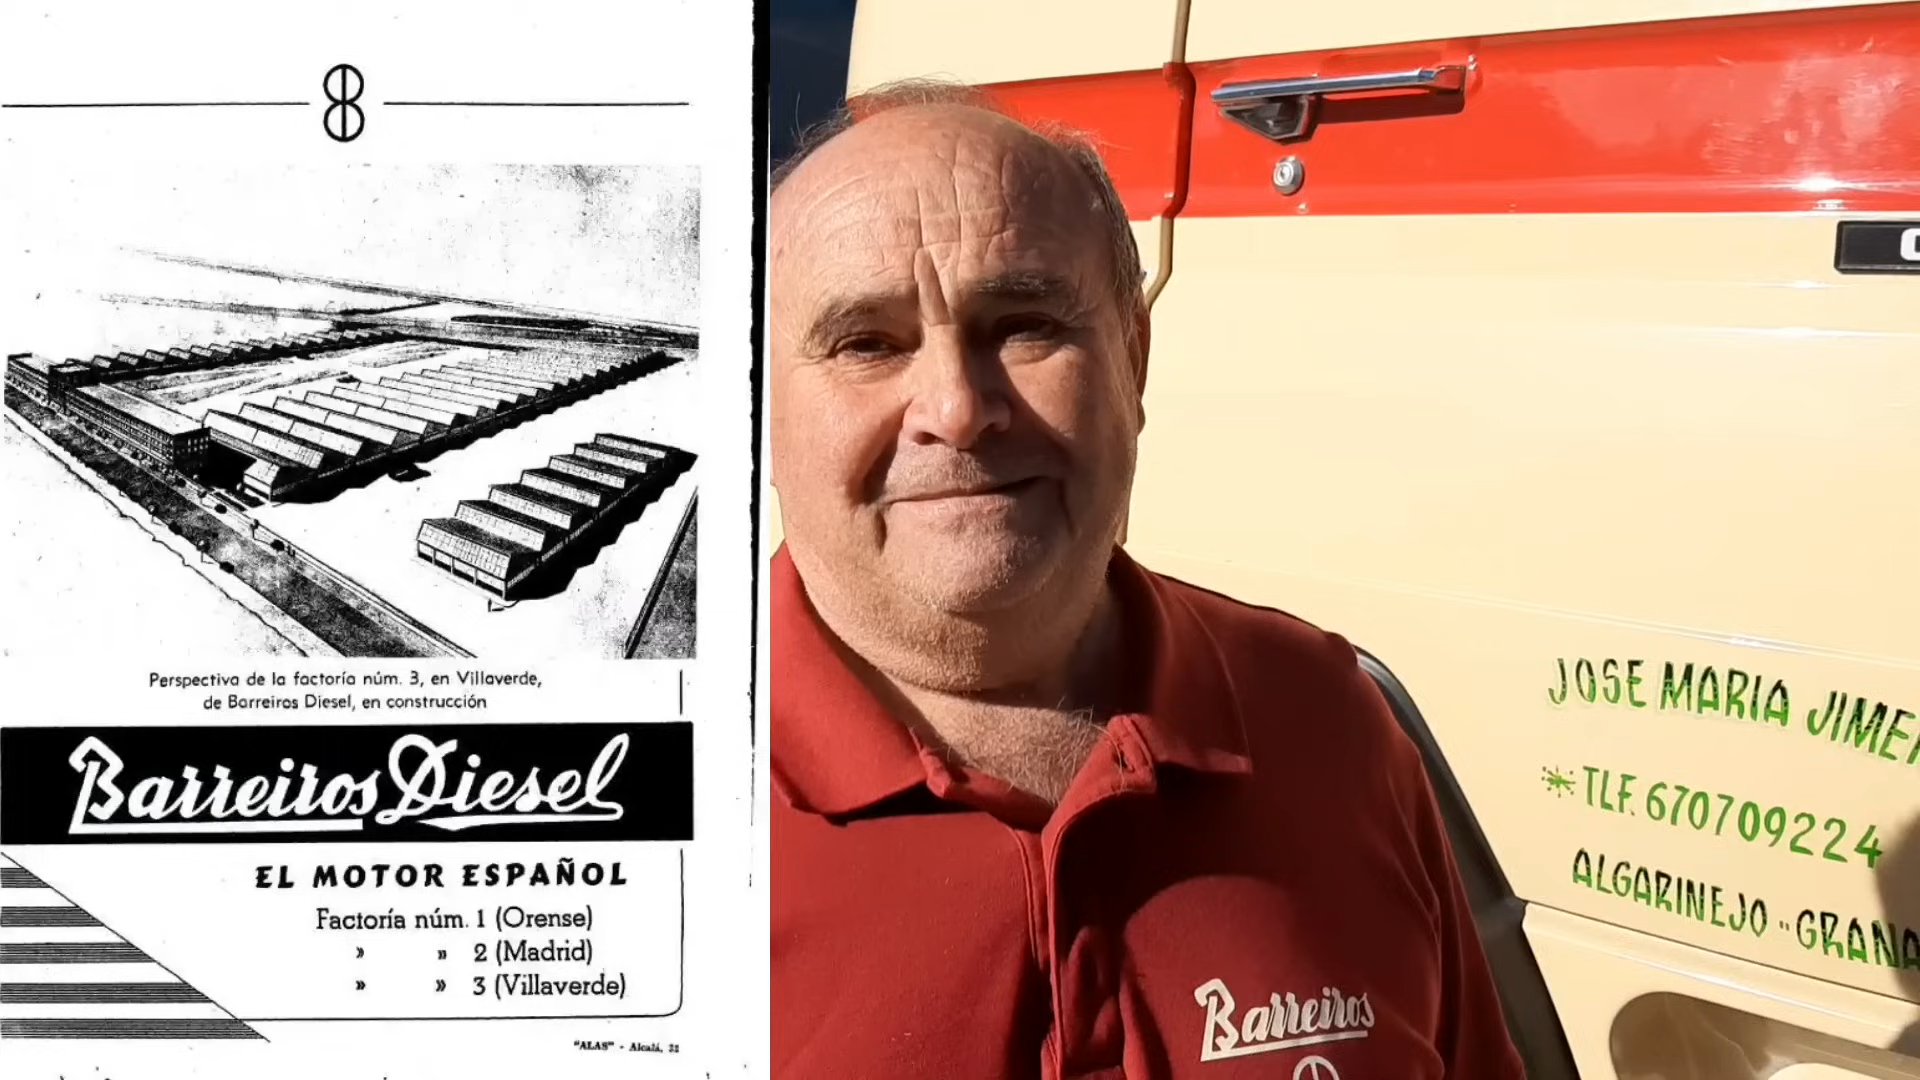 Perspectiva de la factoría núm. 3, en Villaverde,
de Barreiros Diesel, en construcción
Barreiros Diesel
EL MOTOR ESPAÑOL
Factoría núm. 1 (Orense)
» » 2 (Madrid)
» » 3 (Villaverde)
"ALAS" - Alcalá, 32
JOSE MARIA JIME
TLF. 670709224
ALGARINEJO - GRANA
Barreiros